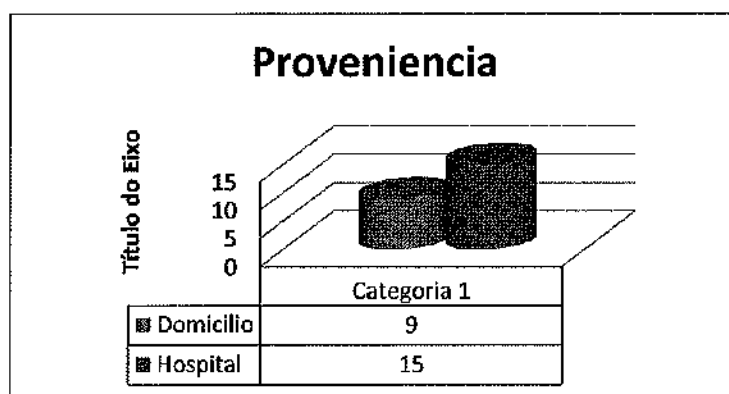 Proveniencia
Título do Eixo
15
10
5
0
Categoria 1
Domicilio 9
Hospital 15